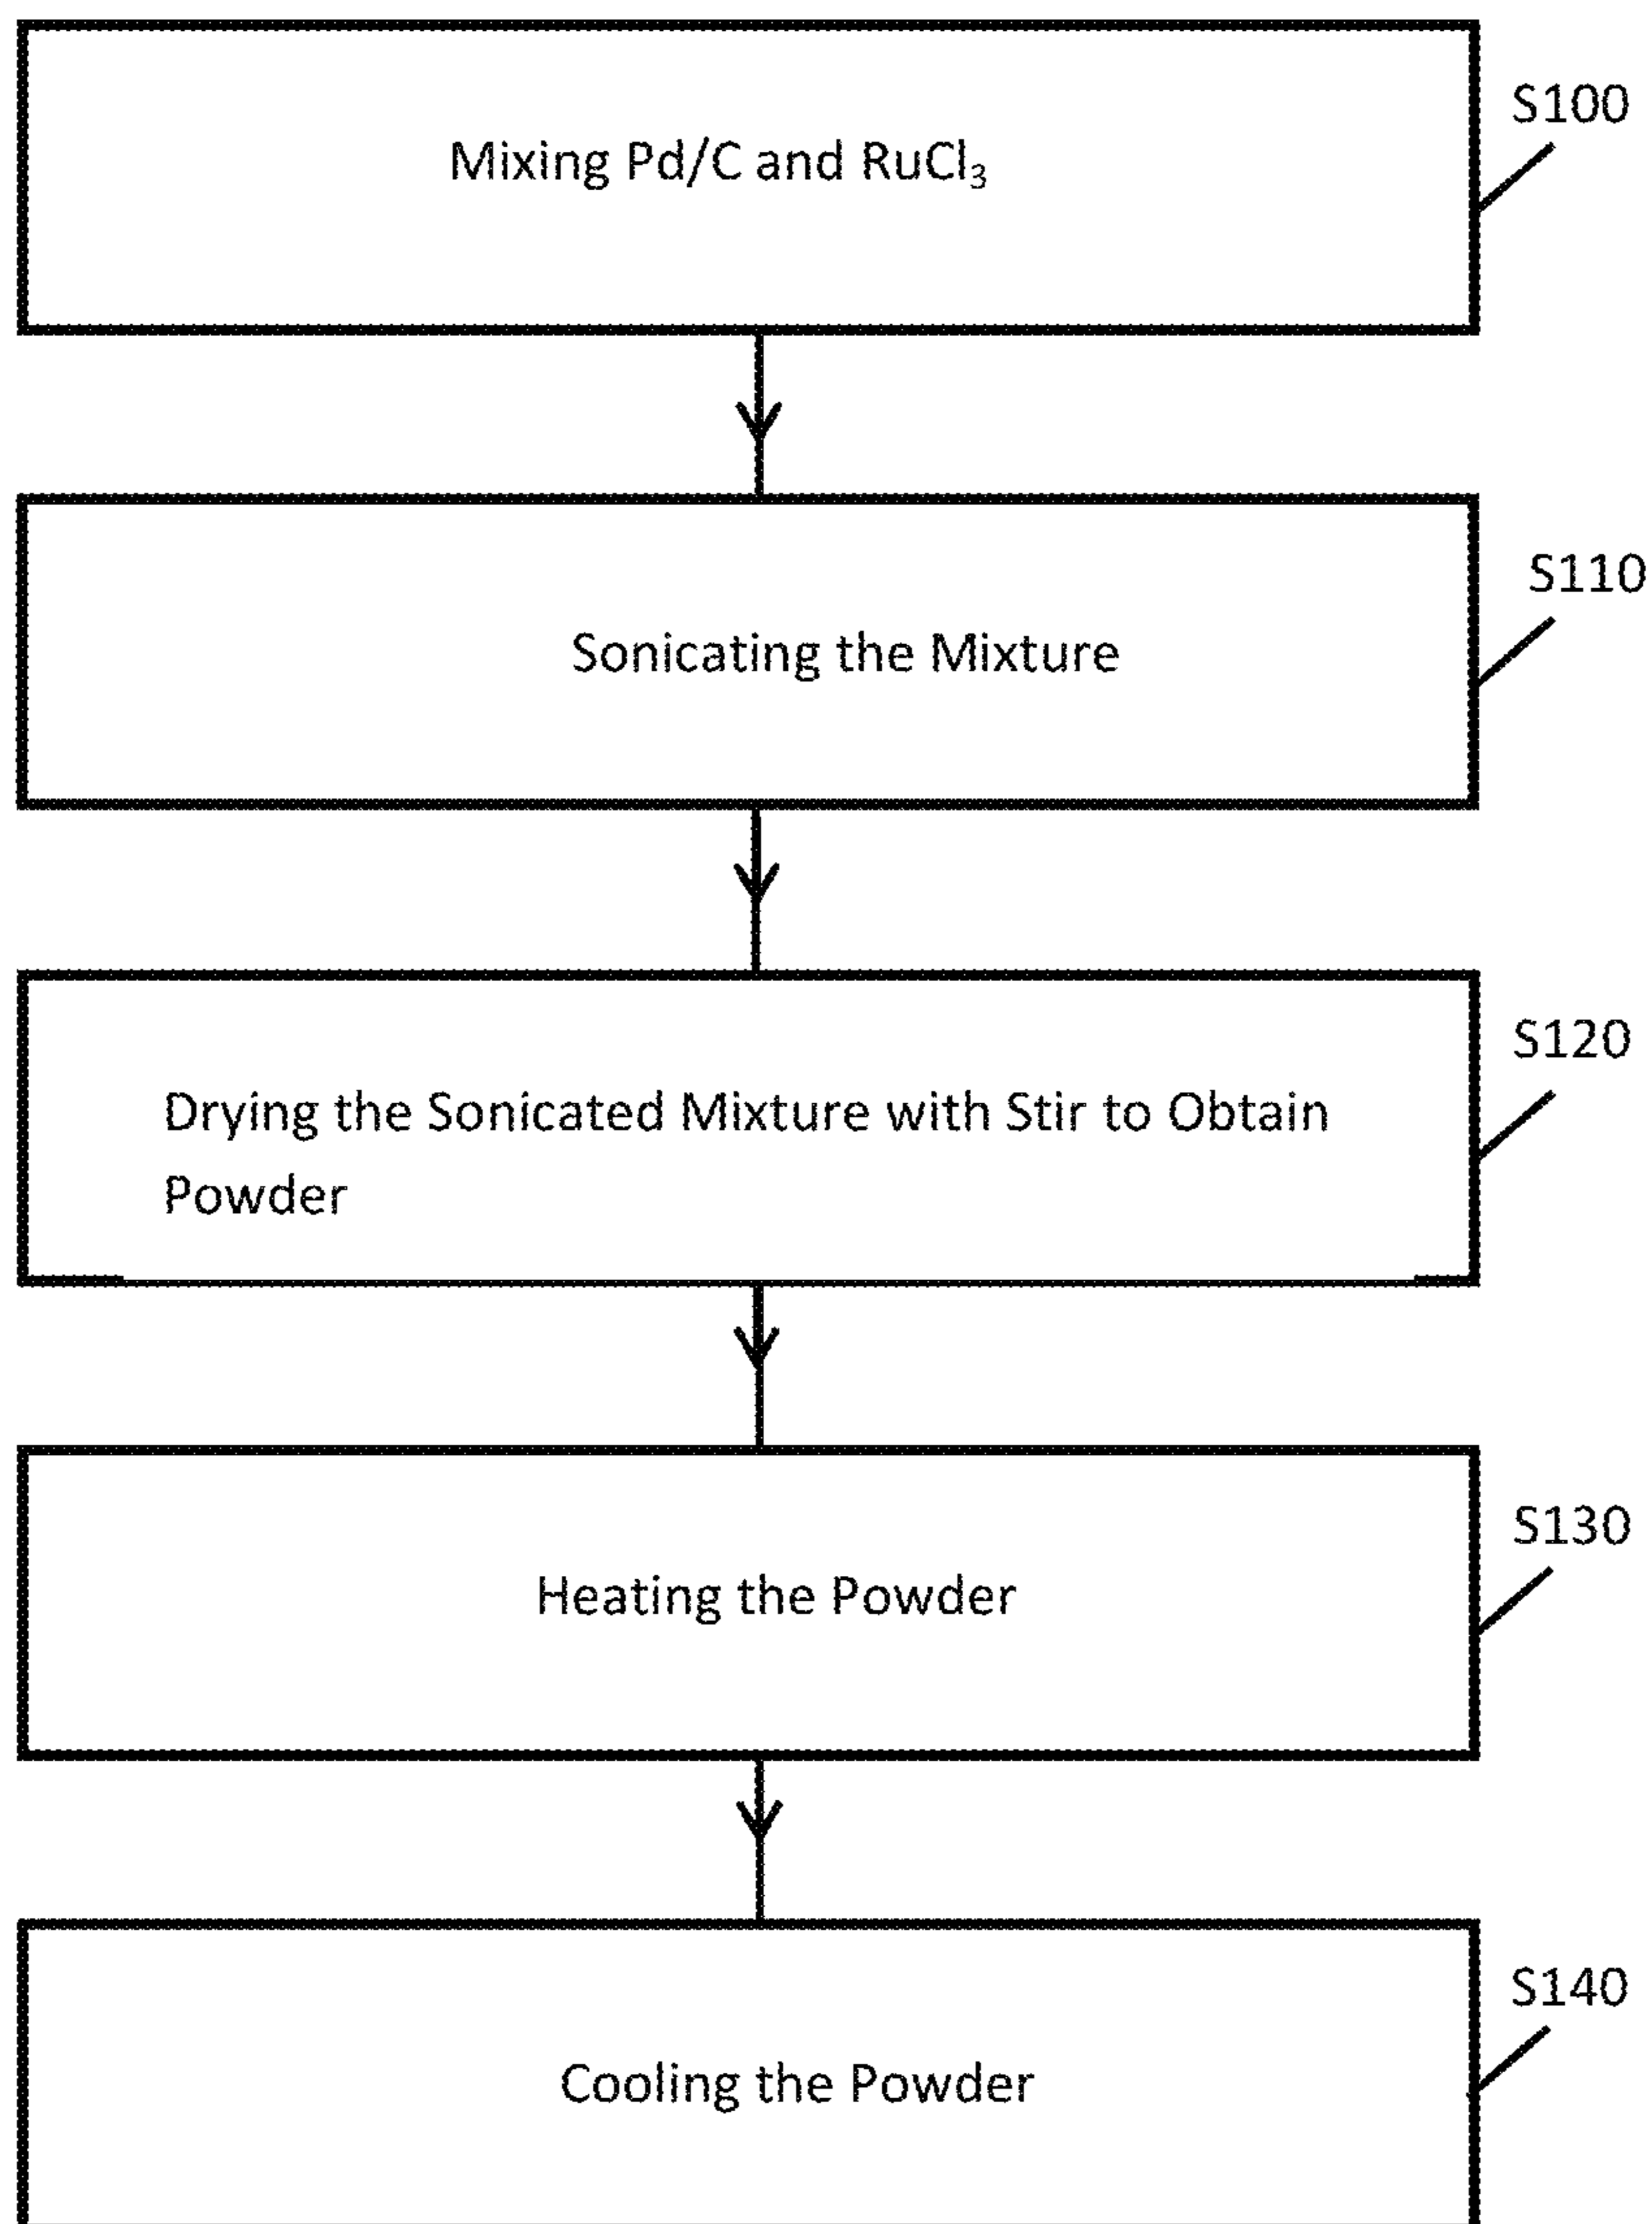 Mixing Pd/C and RuCl₃
S100
Sonicating the Mixture
S110
Drying the Sonicated Mixture with Stir to Obtain
Powder
S120
Heating the Powder
S130
Cooling the Powder
S140